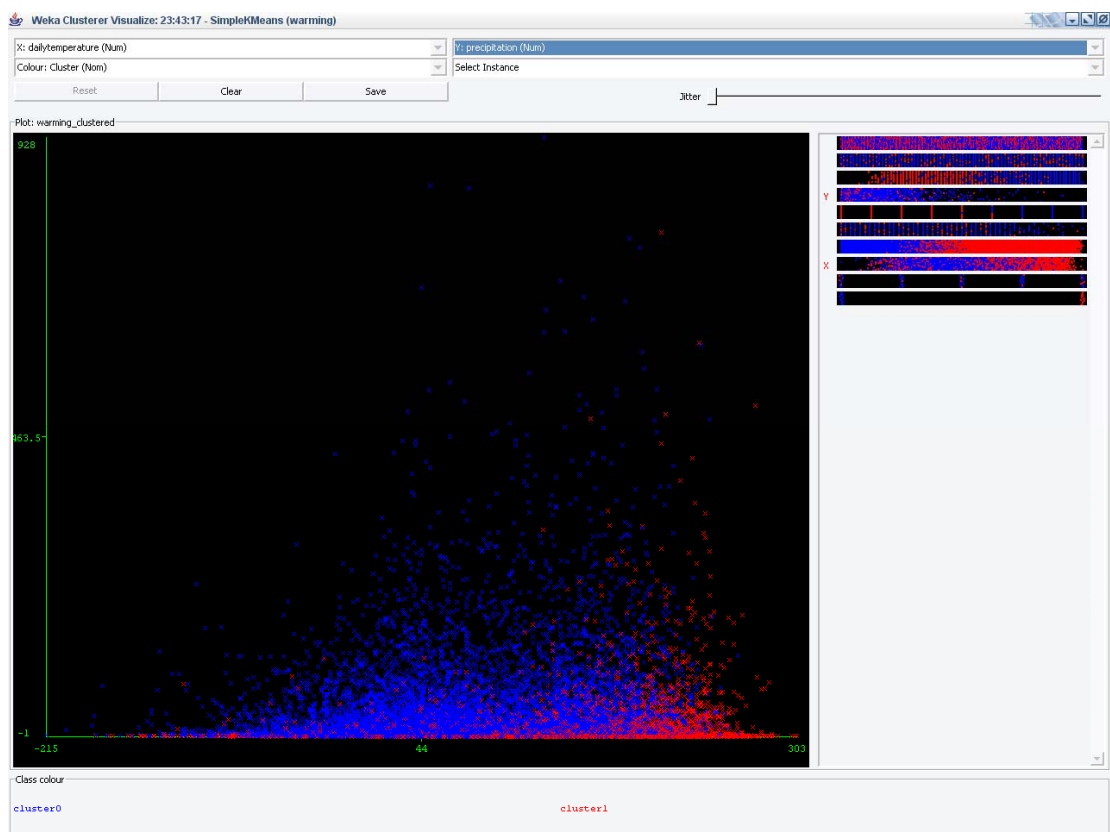 Weka Clusterer Visualize: 23:43:17 - SimpleKMeans (warming)
X: dailytemperature (Num)
Y: precipitation (Num)
Colour: Cluster (Nom)
Select Instance
Reset
Clear
Save
Jitter
Plot: warming_clustered
928
463.5
-1
-215
44
303
Y
X
Class colour
cluster0
cluster1